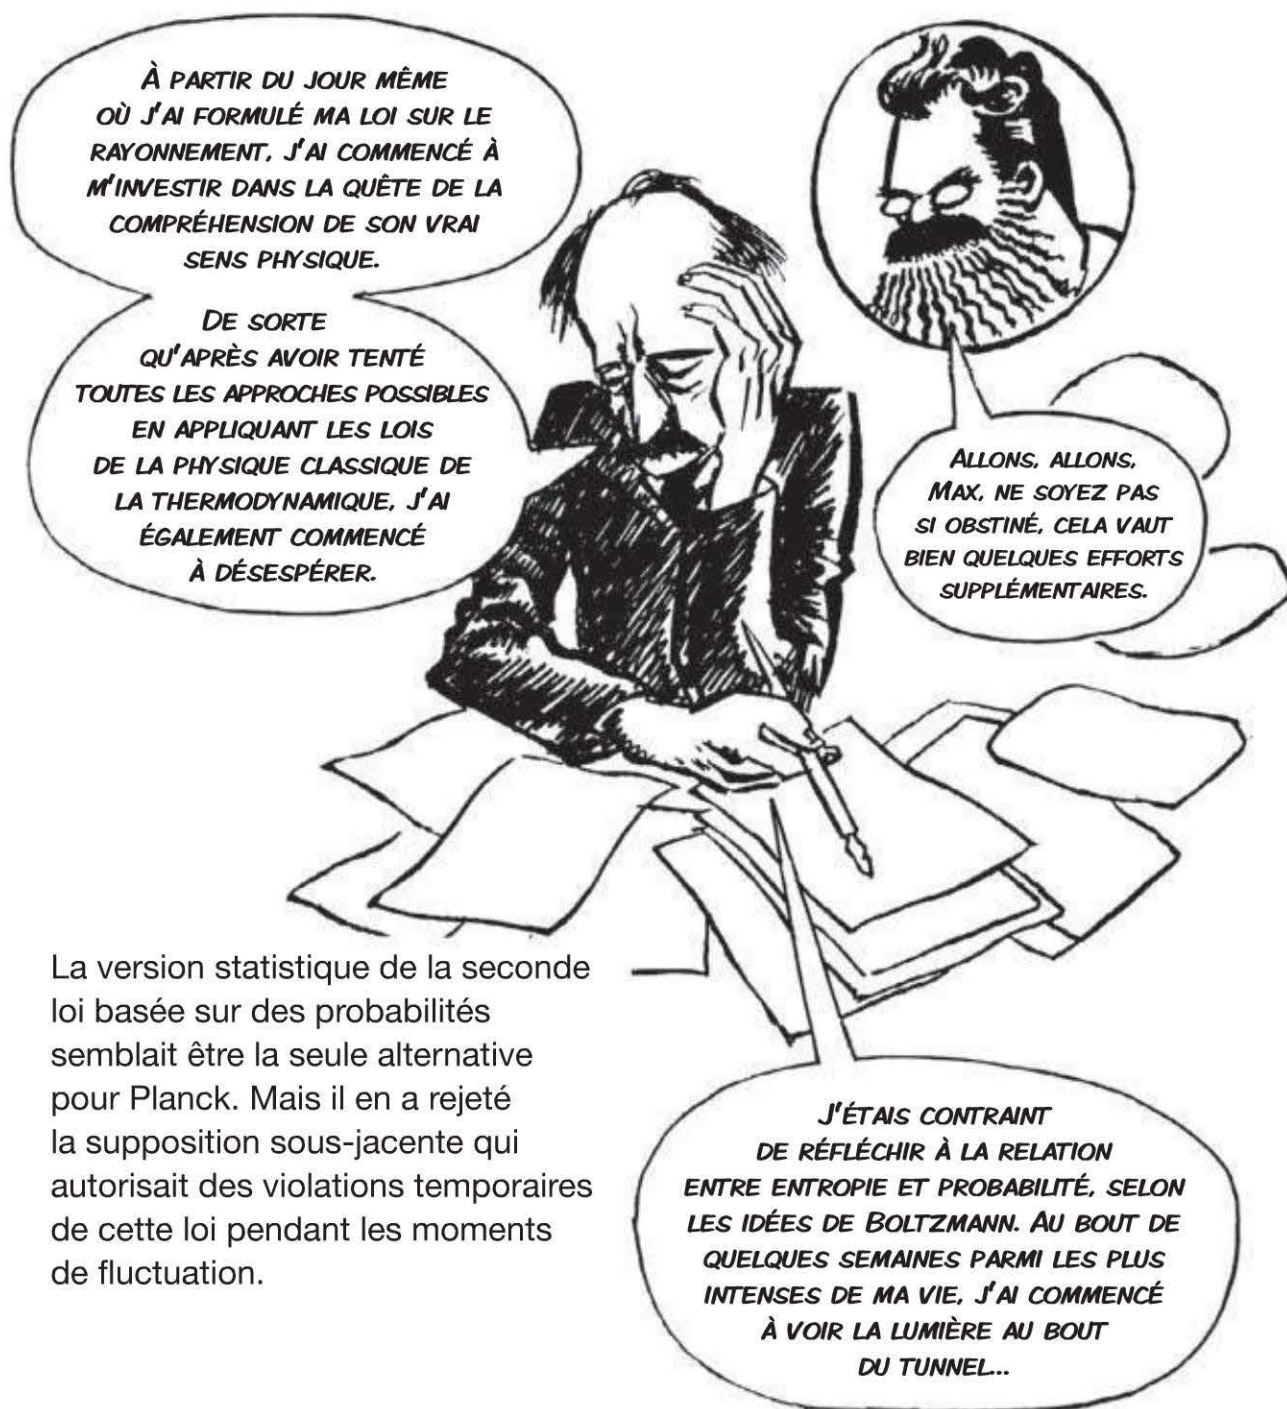 À PARTIR DU JOUR MÊME
OÙ J'AI FORMULÉ MA LOI SUR LE
RAYONNEMENT, J'AI COMMENCÉ À
M'INVESTIR DANS LA QUÊTE DE LA
COMPRÉHENSION DE SON VRAI
SENS PHYSIQUE.
DE SORTE
QU'APRÈS AVOIR TENTÉ
TOUTES LES APPROCHES POSSIBLES
EN APPLIQUANT LES LOIS
DE LA PHYSIQUE CLASSIQUE DE
LA THERMODYNAMIQUE, J'AI
ÉGALEMENT COMMENCÉ
À DÉSESPÉRER.
ALLONS, ALLONS,
MAX, NE SOYEZ PAS
SI OBSTINÉ, CELA VAUT
BIEN QUELQUES EFFORTS
SUPPLÉMENTAIRES.
La version statistique de la seconde
loi basée sur des probabilités
semblait être la seule alternative
pour Planck. Mais il en a rejeté
la supposition sous-jacente qui
autorisait des violations temporaires
de cette loi pendant les moments
de fluctuation.
J'ÉTAIS CONTRAINT
DE RÉFLÉCHIR À LA RELATION
ENTRE ENTROPIE ET PROBABILITÉ, SELON
LES IDÉES DE BOLTZMANN. AU BOUT DE
QUELQUES SEMAINES PARMI LES PLUS
INTENSES DE MA VIE, J'AI COMMENCÉ
À VOIR LA LUMIÈRE AU BOUT
DU TUNNEL...